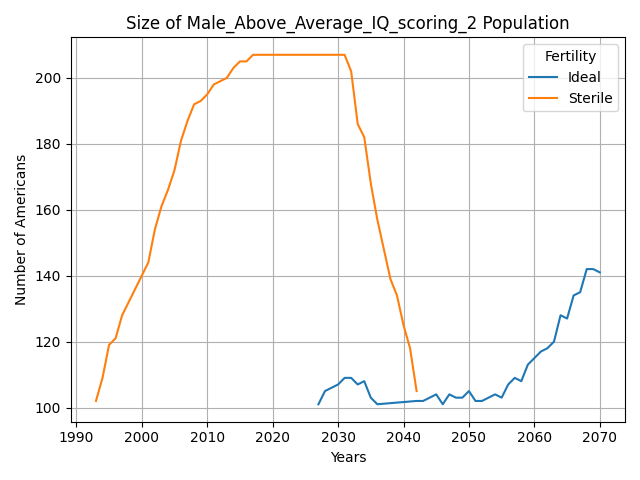 Size of Male_Above_Average_IQ_scoring_2 Population
Fertility
Ideal
Sterile
Number of Americans
200
180
160
140
120
100
1990
2000
2010
2020
2030
2040
2050
2060
2070
Years